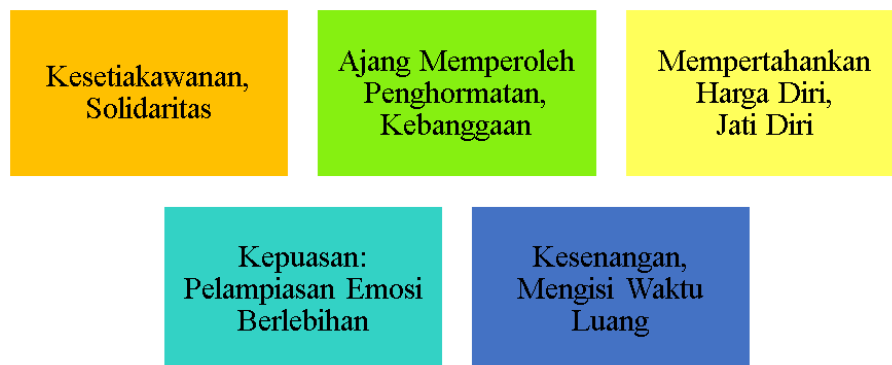 Kesetiakawanan,
Solidaritas
Ajang Memperoleh
Penghormatan,
Kebanggaan
Mempertahankan
Harga Diri,
Jati Diri
Kepuasan:
Pelampiasan Emosi
Berlebihan
Kesenangan,
Mengisi Waktu
Luang